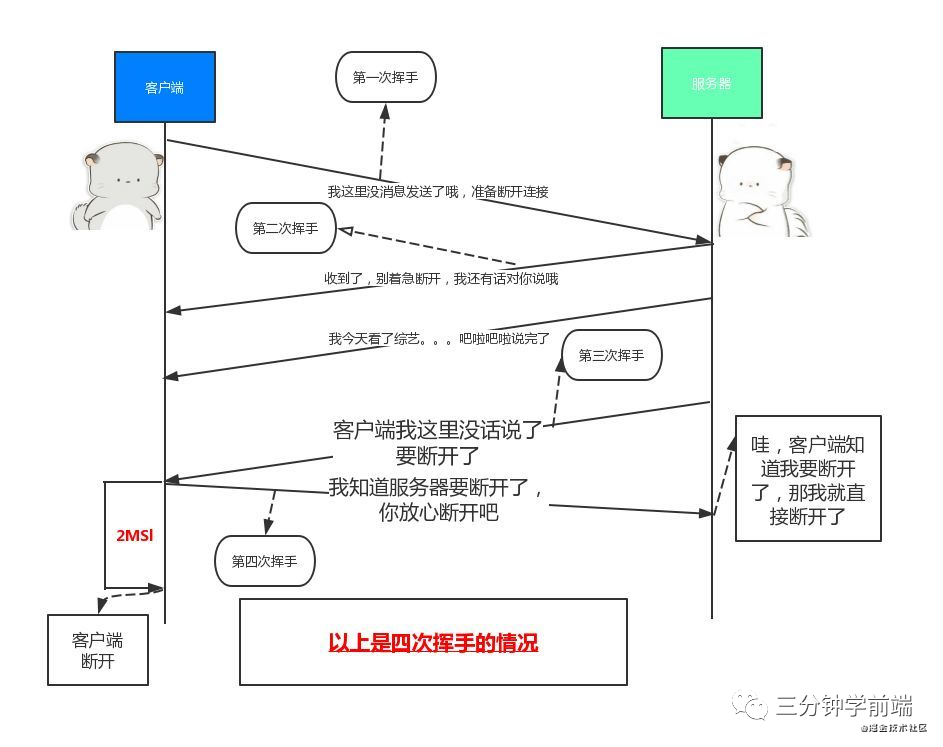 客户端
服务器
第一次挥手
我这里没消息发送了哦，准备断开连接
第二次挥手
收到了，别着急断开，我还有话对你说哦
我今天看了综艺。。。吧啦吧啦说完了
第三次挥手
客户端我这里没话说了
要断开了
哇，客户端知
道我要断开
了，那我就直
接断开了
我知道服务器要断开了，
你放心断开吧
2MSl
第四次挥手
客户端
断开
以上是四次挥手的情况
三分钟学前端
@掘金技术社区